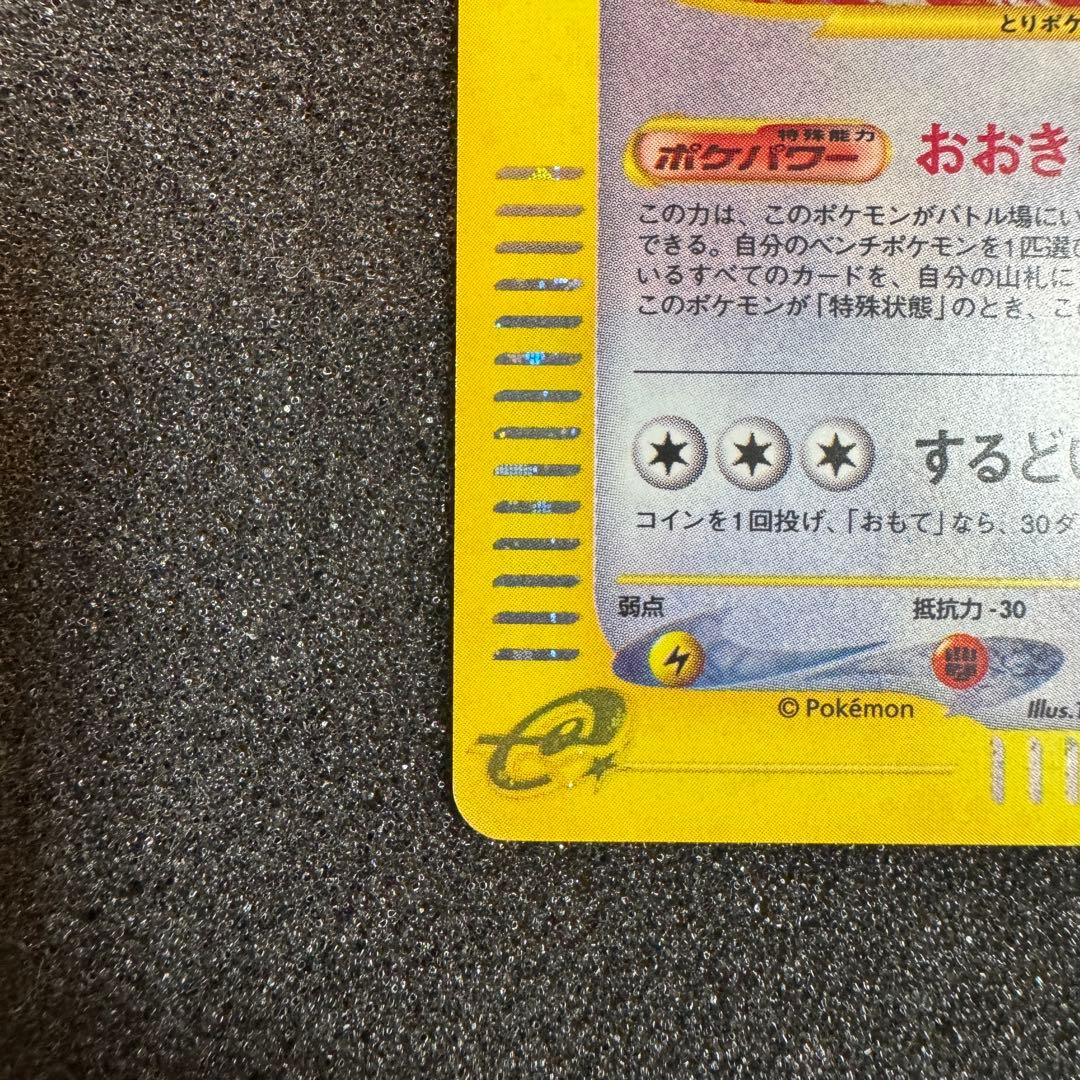 とりポケ
特殊能力
ポケパワー おおき
この力は、このポケモンがバトル場にい
できる。自分のベンチポケモンを1匹選び
いるすべてのカードを、自分の山札に
このポケモンが「特殊状態」のとき、こ
するど
コインを1回投げ、「おもて」なら、30ダ
弱点 抵抗力 -30
© Pokémon Illus.
e